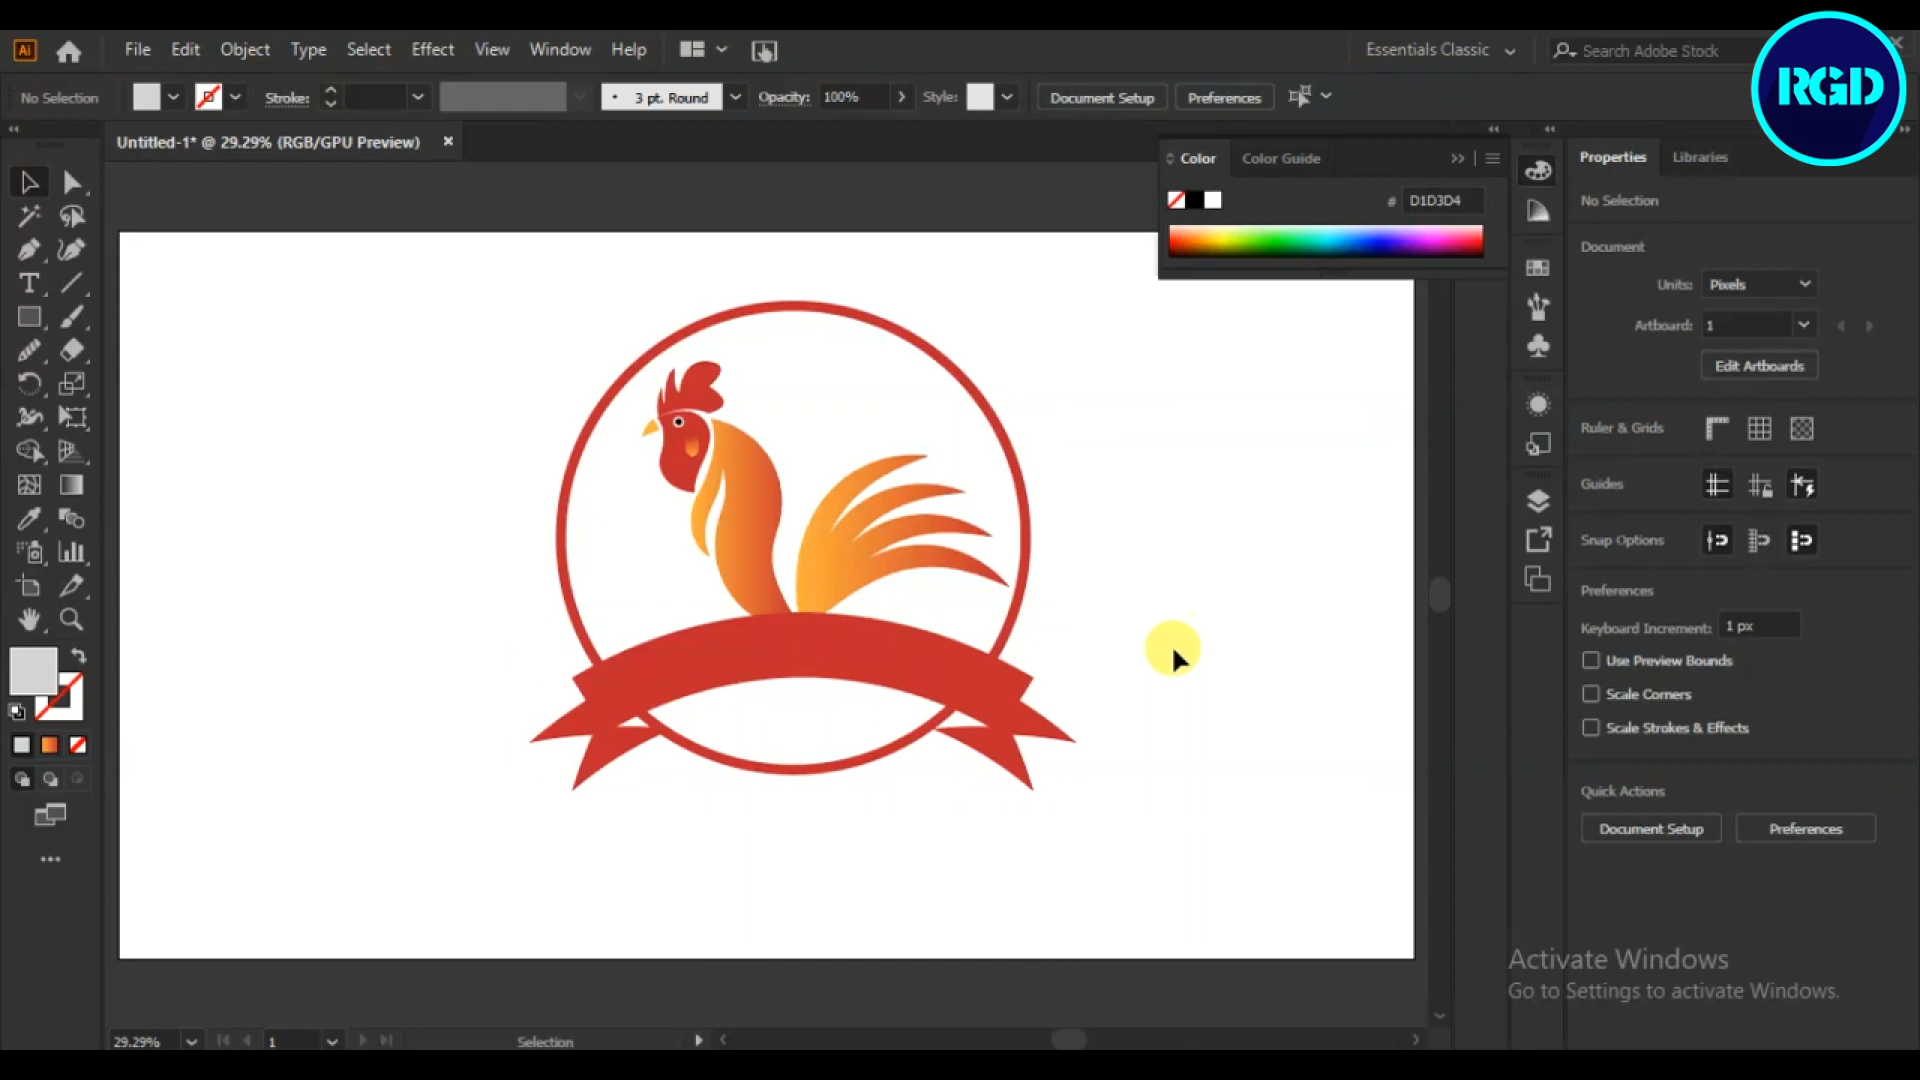 Ai File Edit Object Type Select Effect View Window Help Essentials Classic Search Adobe Stock
RGD
No Selection Stroke: 3 pt. Round Opacity: 100% Style: Document Setup Preferences
Untitled-1* @ 29.29% (RGB/GPU Preview)
Color Color Guide
# D1D3D4
Properties Libraries
No Selection
Document
Units: Pixels
Artboard: 1
Edit Artboards
Ruler & Grids
Guides
Snap Options
Preferences
Keyboard Increment: 1 px
Use Preview Bounds
Scale Corners
Scale Strokes & Effects
Quick Actions
Document Setup Preferences
Activate Windows
Go to Settings to activate Windows.
29.29% 1 Selection